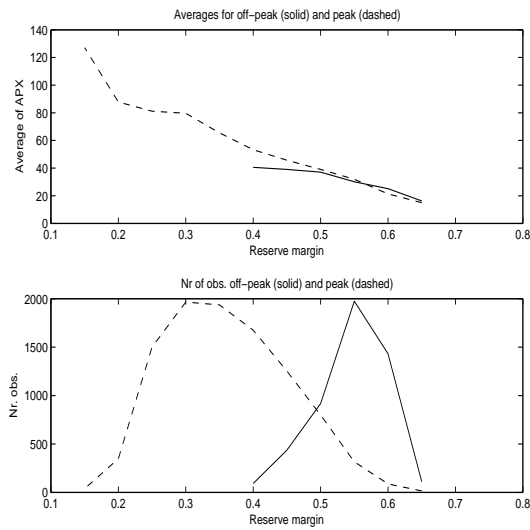 Averages for off-peak (solid) and peak (dashed)
140
120
100
80
60
40
20
0
Average of APX
0.1 0.2 0.3 0.4 0.5 0.6 0.7 0.8
Reserve margin
Nr of obs. off-peak (solid) and peak (dashed)
2000
1500
1000
500
0
Nr. obs.
0.1 0.2 0.3 0.4 0.5 0.6 0.7 0.8
Reserve margin